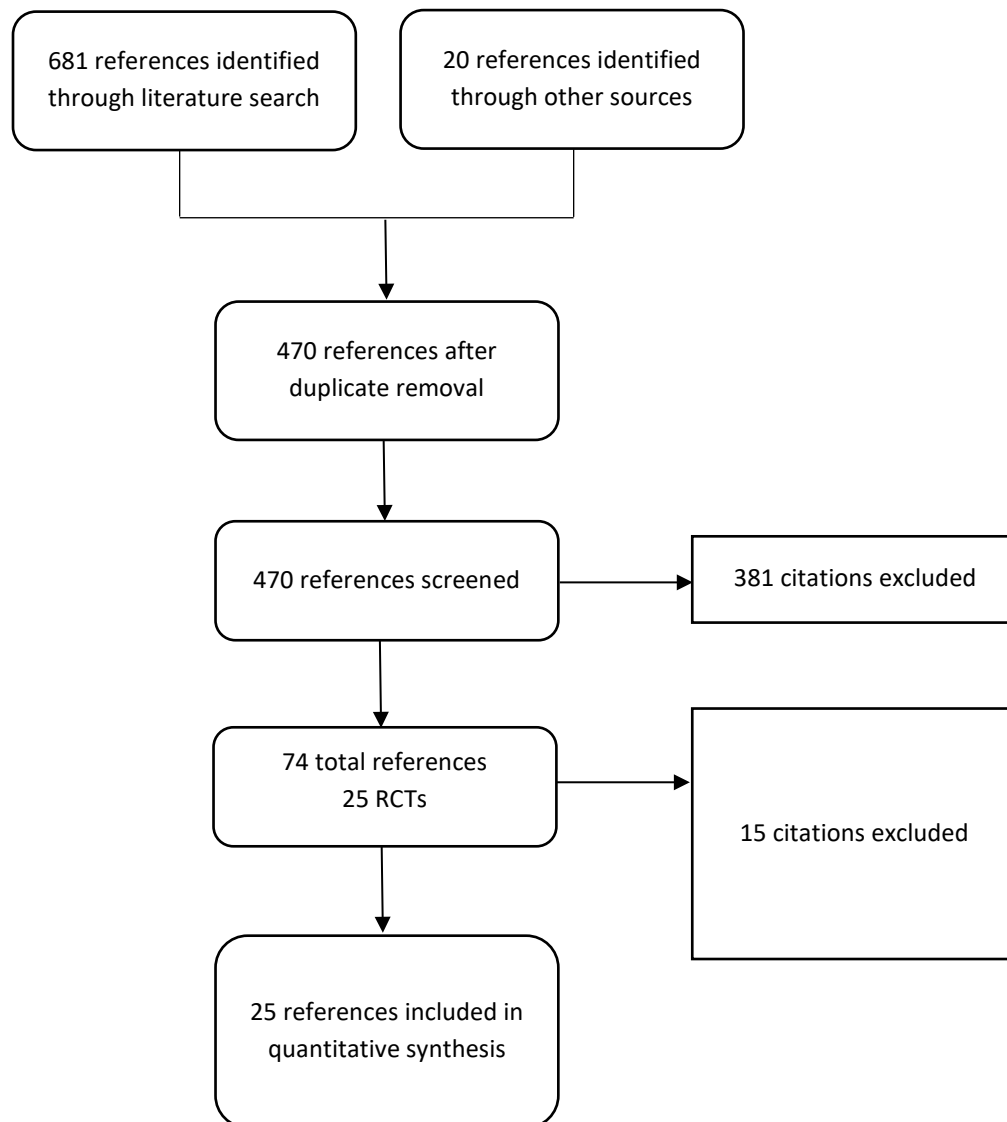 681 references identified
through literature search
20 references identified
through other sources
470 references after
duplicate removal
470 references screened
381 citations excluded
74 total references
25 RCTs
15 citations excluded
25 references included in
quantitative synthesis